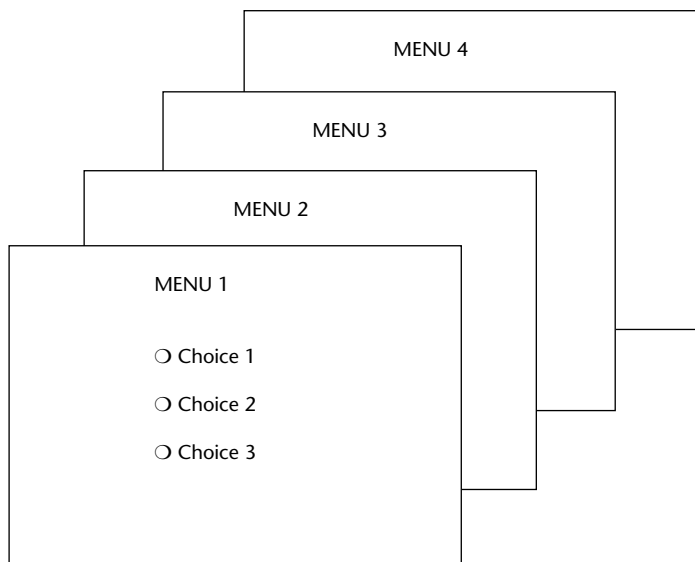 MENU 4
MENU 3
MENU 2
MENU 1
❍ Choice 1
❍ Choice 2
❍ Choice 3